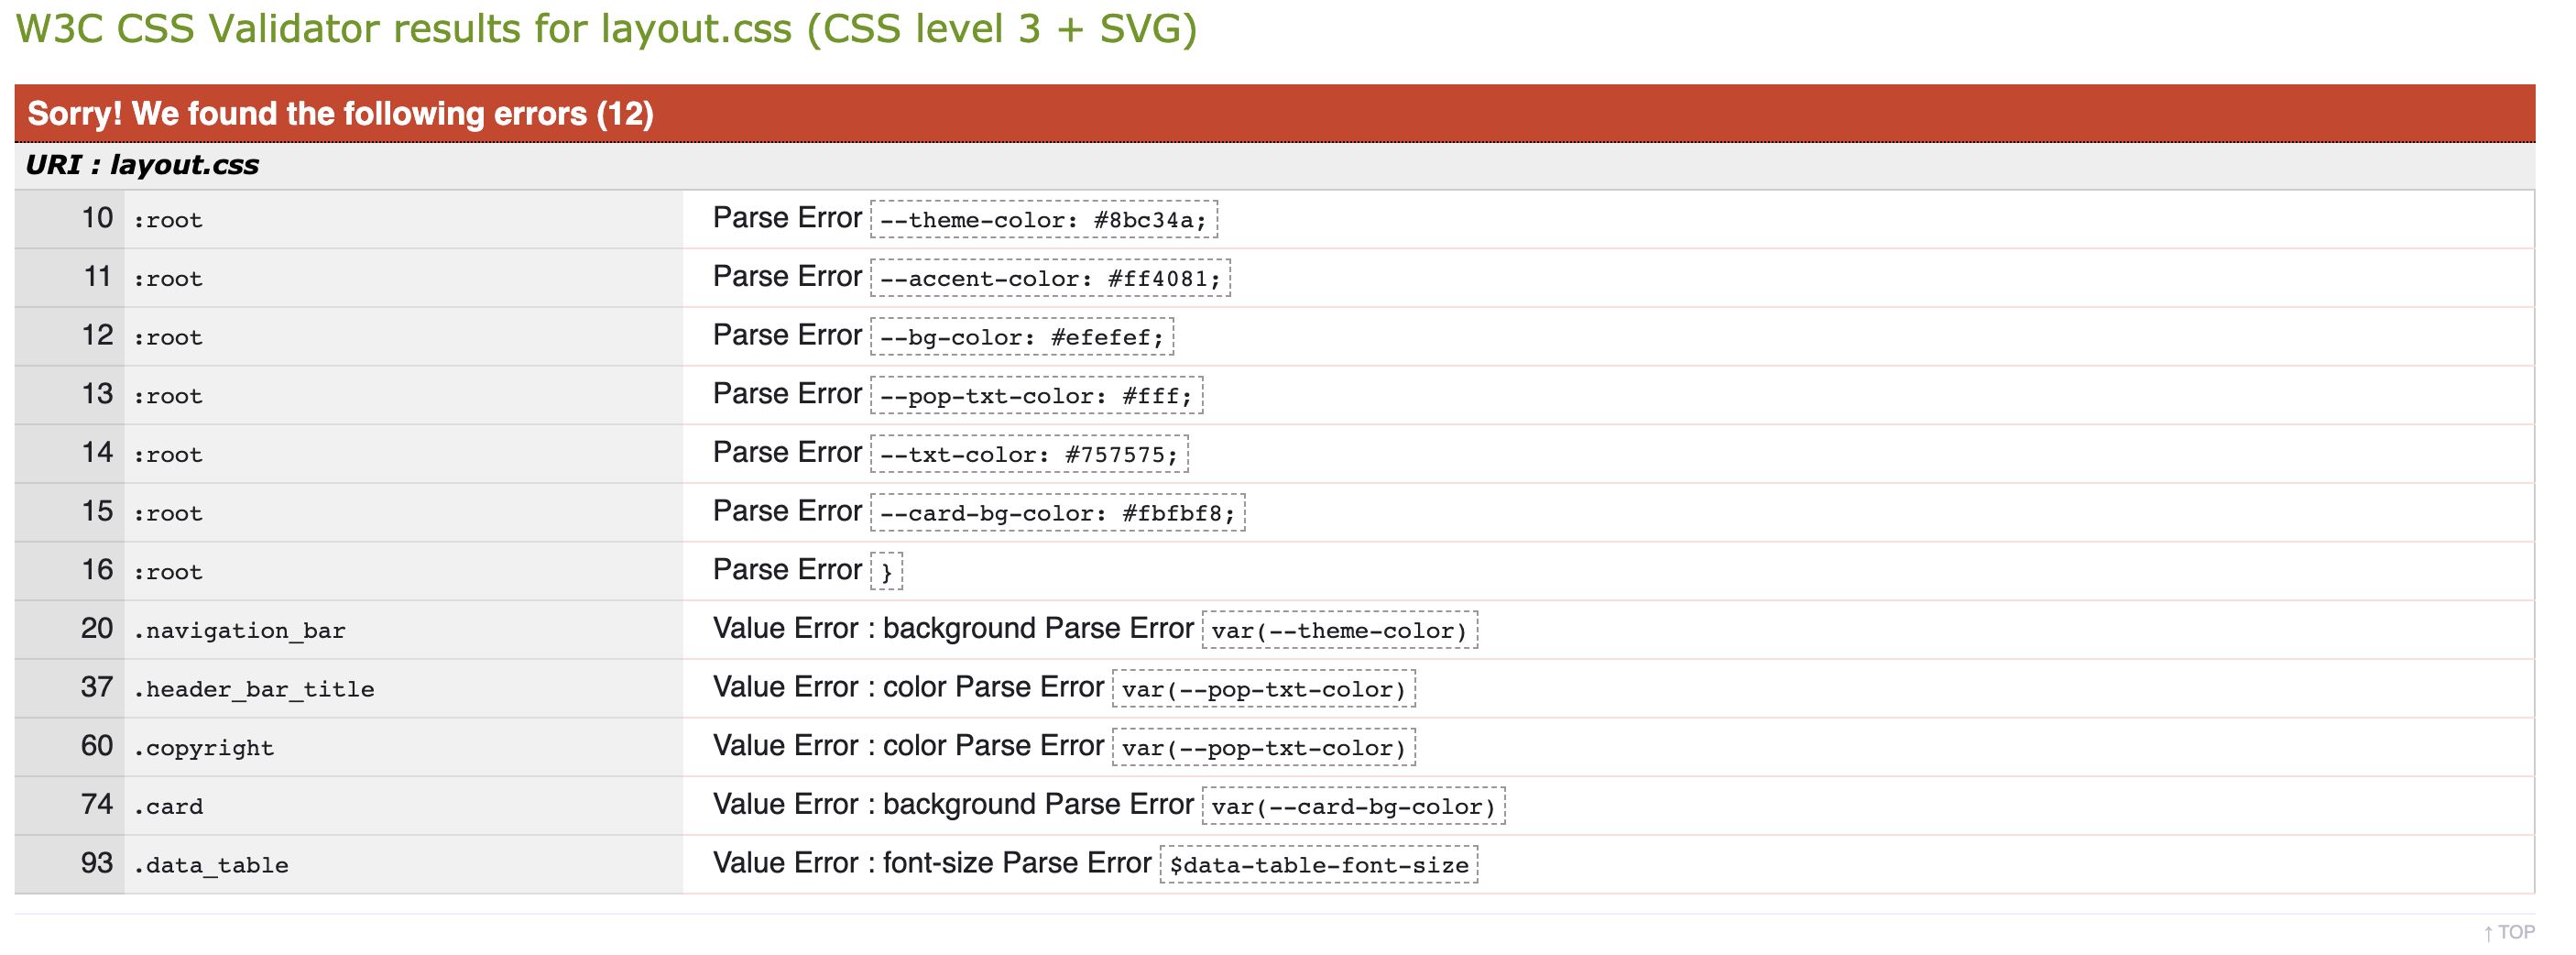 W3C CSS Validator results for layout.css (CSS level 3 + SVG)
Sorry! We found the following errors (12)
URI : layout.css
10 :root Parse Error --theme-color: #8bc34a;
11 :root Parse Error --accent-color: #ff4081;
12 :root Parse Error --bg-color: #efefef;
13 :root Parse Error --pop-txt-color: #fff;
14 :root Parse Error --txt-color: #757575;
15 :root Parse Error --card-bg-color: #fbfbf8;
16 :root Parse Error }
20 .navigation_bar Value Error : background Parse Error var(--theme-color)
37 .header_bar_title Value Error : color Parse Error var(--pop-txt-color)
60 .copyright Value Error : color Parse Error var(--pop-txt-color)
74 .card Value Error : background Parse Error var(--card-bg-color)
93 .data_table Value Error : font-size Parse Error $data-table-font-size
↑ TOP